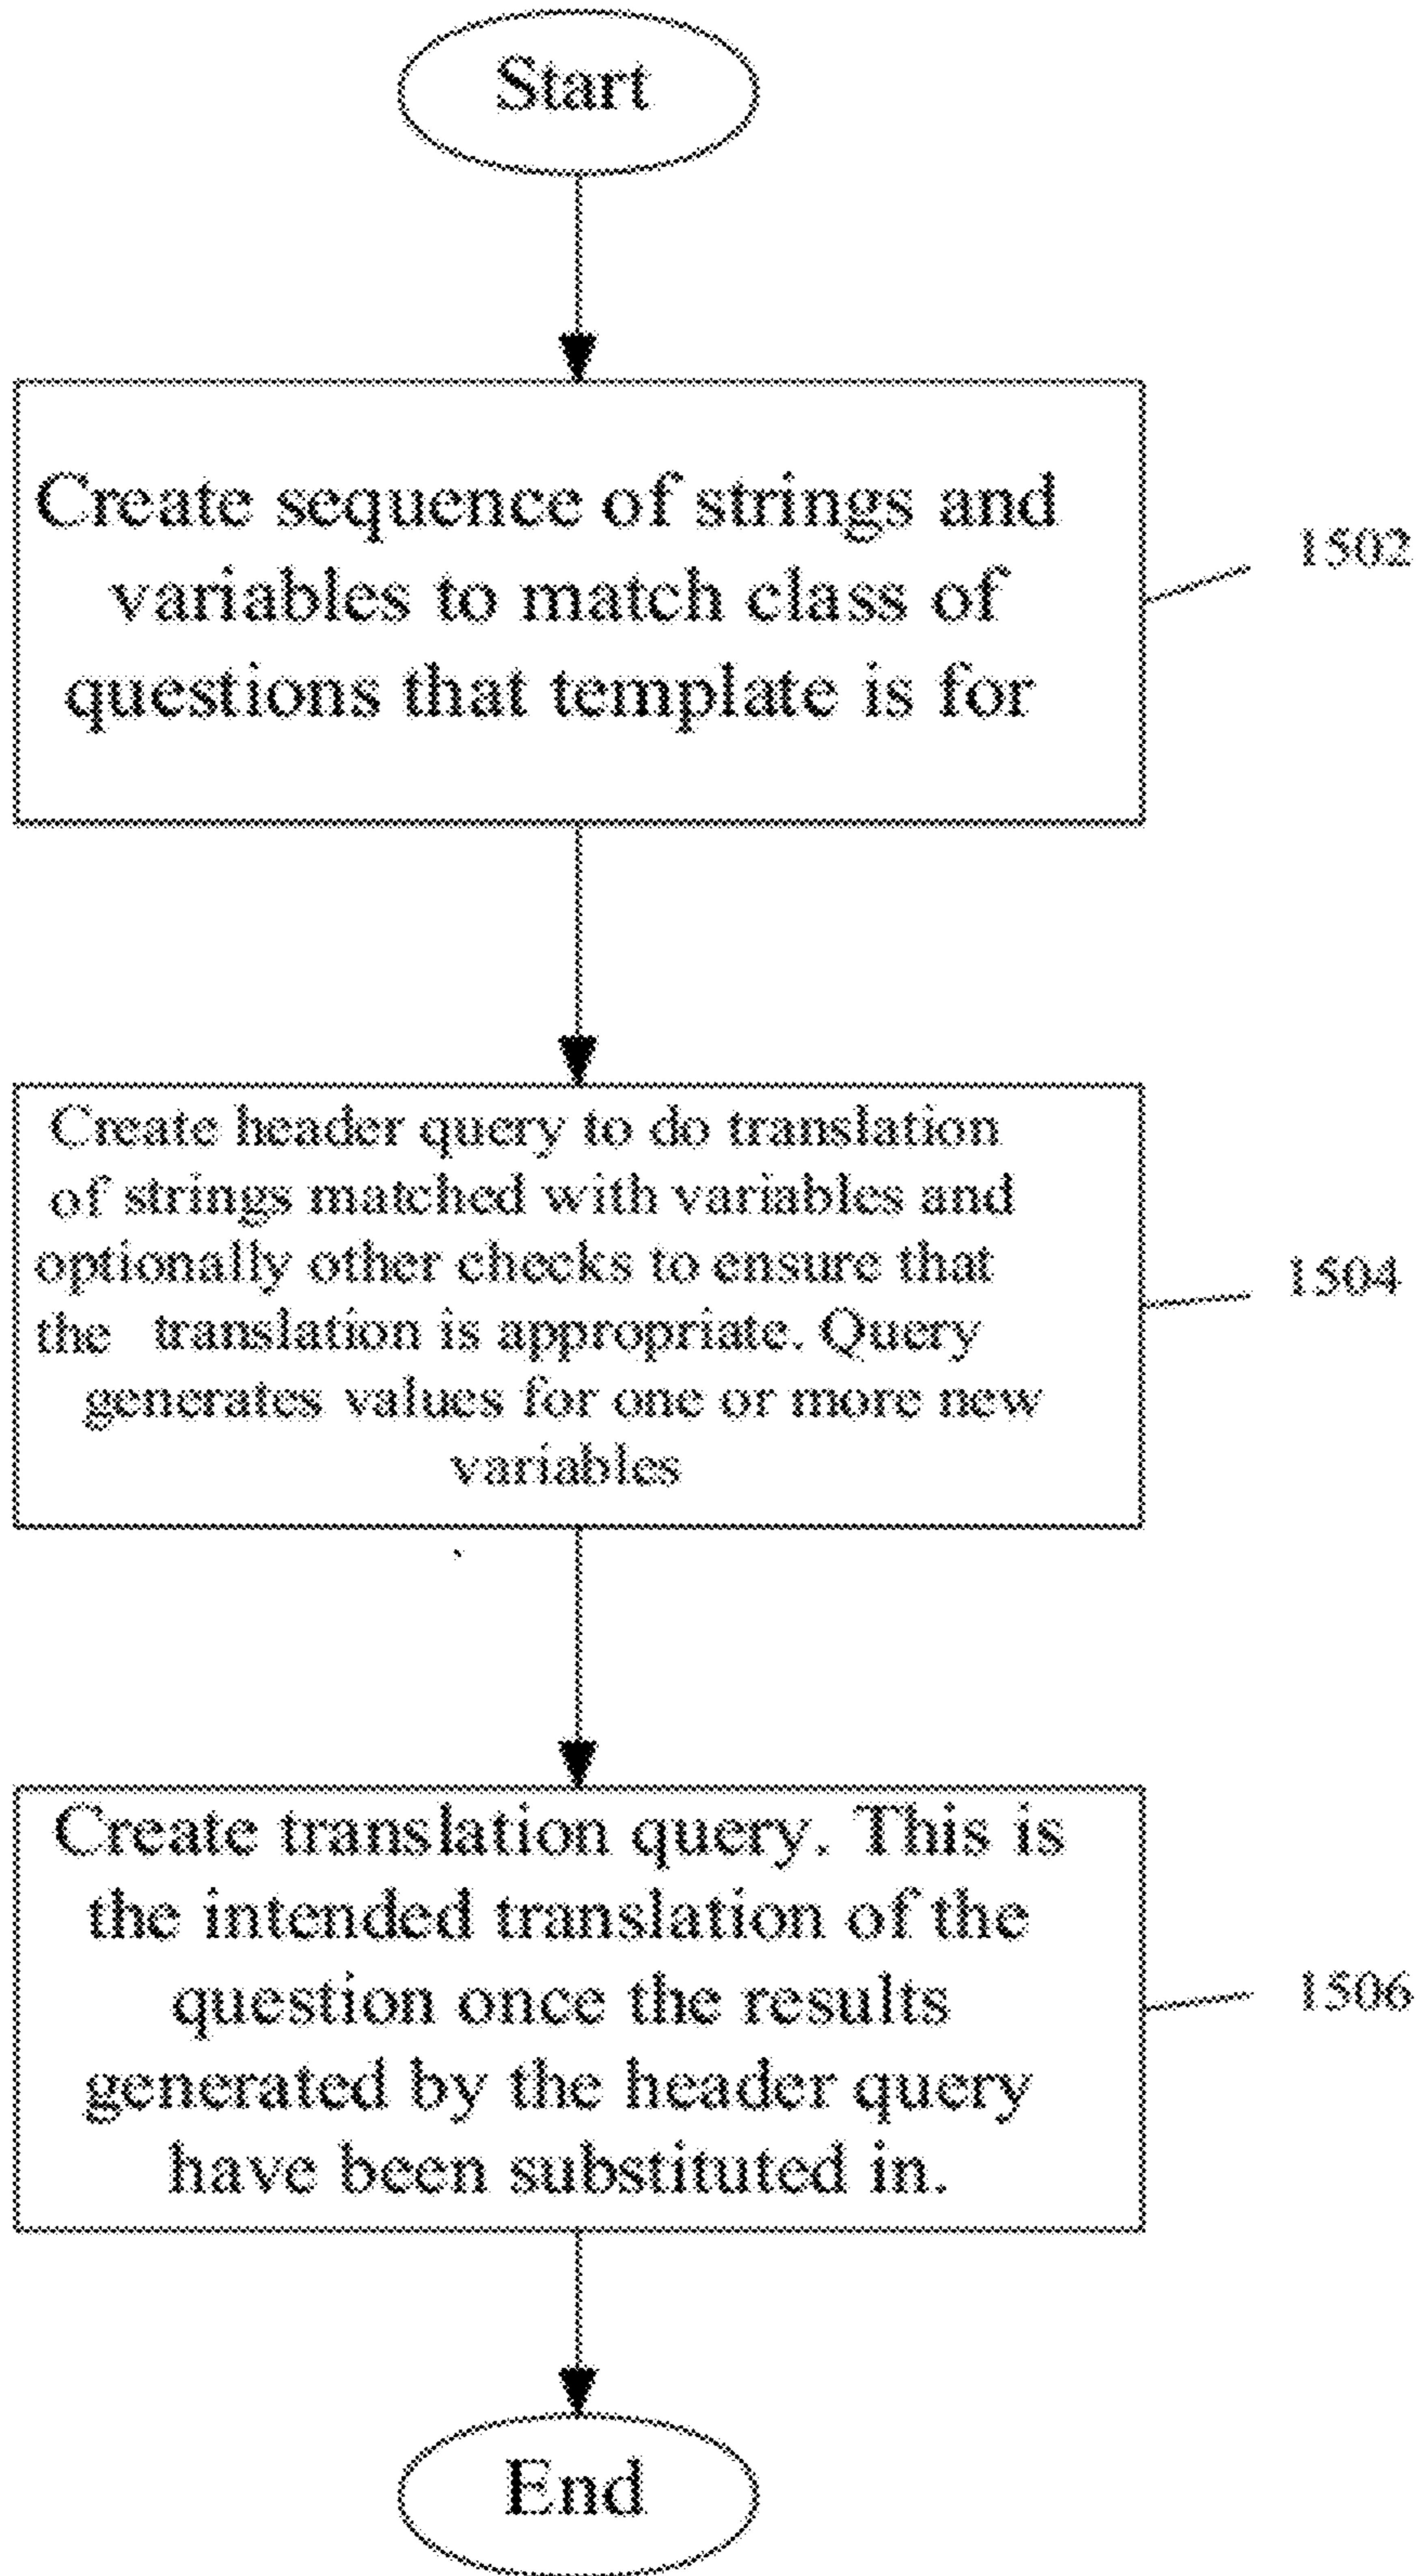 Start
Create sequence of strings and
variables to match class of
questions that template is for
1502
Create header query to do translation
of strings matched with variables and
optionally other checks to ensure that
the translation is appropriate. Query
generates values for one or more new
variables
1504
Create translation query. This is
the intended translation of the
question once the results
generated by the header query
have been substituted in.
1506
End